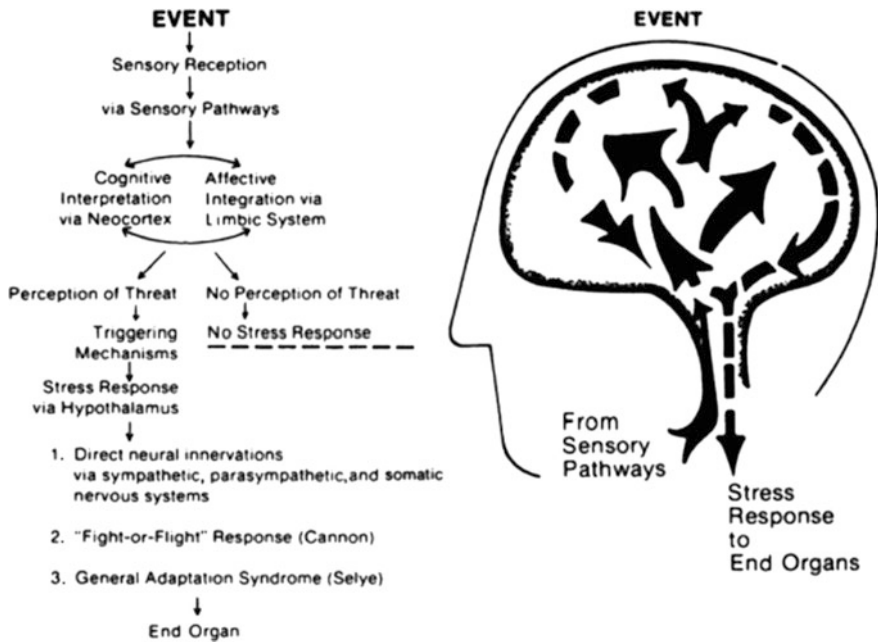 EVENT
Sensory Reception
via Sensory Pathways
Cognitive
Interpretation
via Neocortex
Affective
Integration via
Limbic System
Perception of Threat
No Perception of Threat
Triggering
Mechanisms
No Stress Response
Stress Response
via Hypothalamus
1. Direct neural innervations
via sympathetic, parasympathetic, and somatic
nervous systems
2. "Fight-or-Flight" Response (Cannon)
3. General Adaptation Syndrome (Selye)
End Organ
EVENT
From
Sensory
Pathways
Stress
Response
to
End Organs